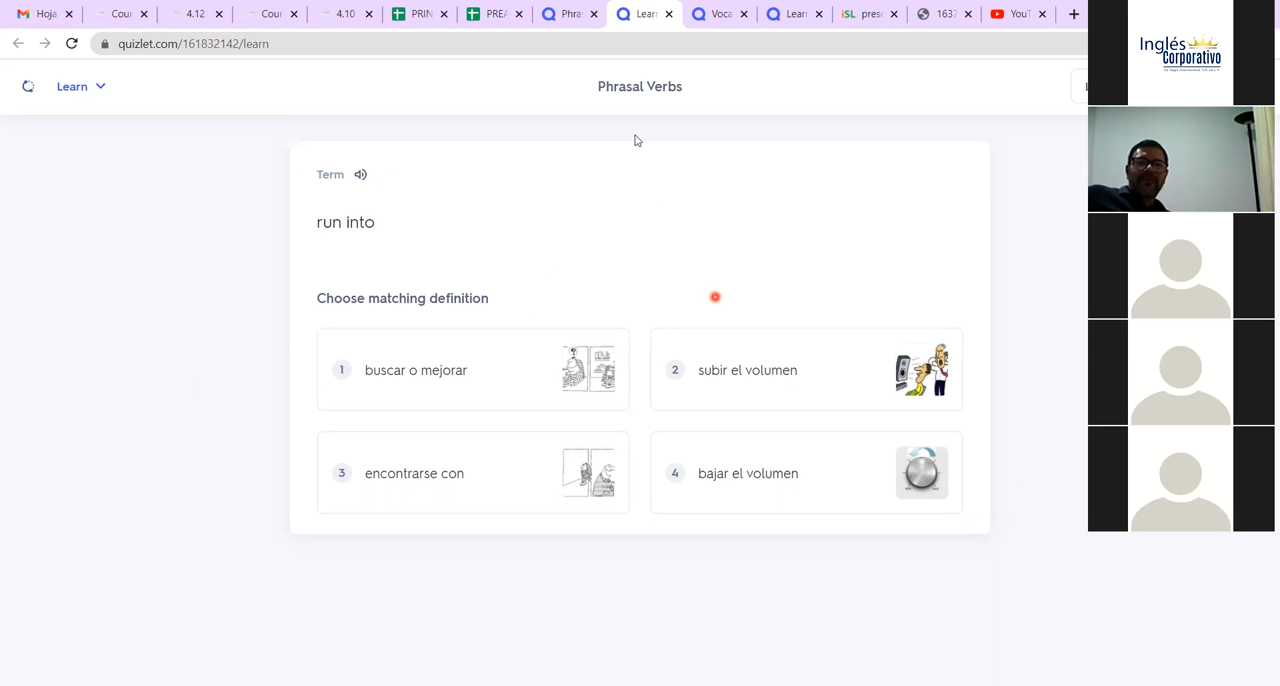 Hoja
Cour
4.12
Cour
4.10
PRIN
PREA
Phra
Learn
Voca
Learn
iSL prese
1637
YouT
quizlet.com/161832142/learn
Learn
Phrasal Verbs
L
Term
run into
Choose matching definition
1 buscar o mejorar
2 subir el volumen
3 encontrarse con
4 bajar el volumen
Inglés
Corporativo